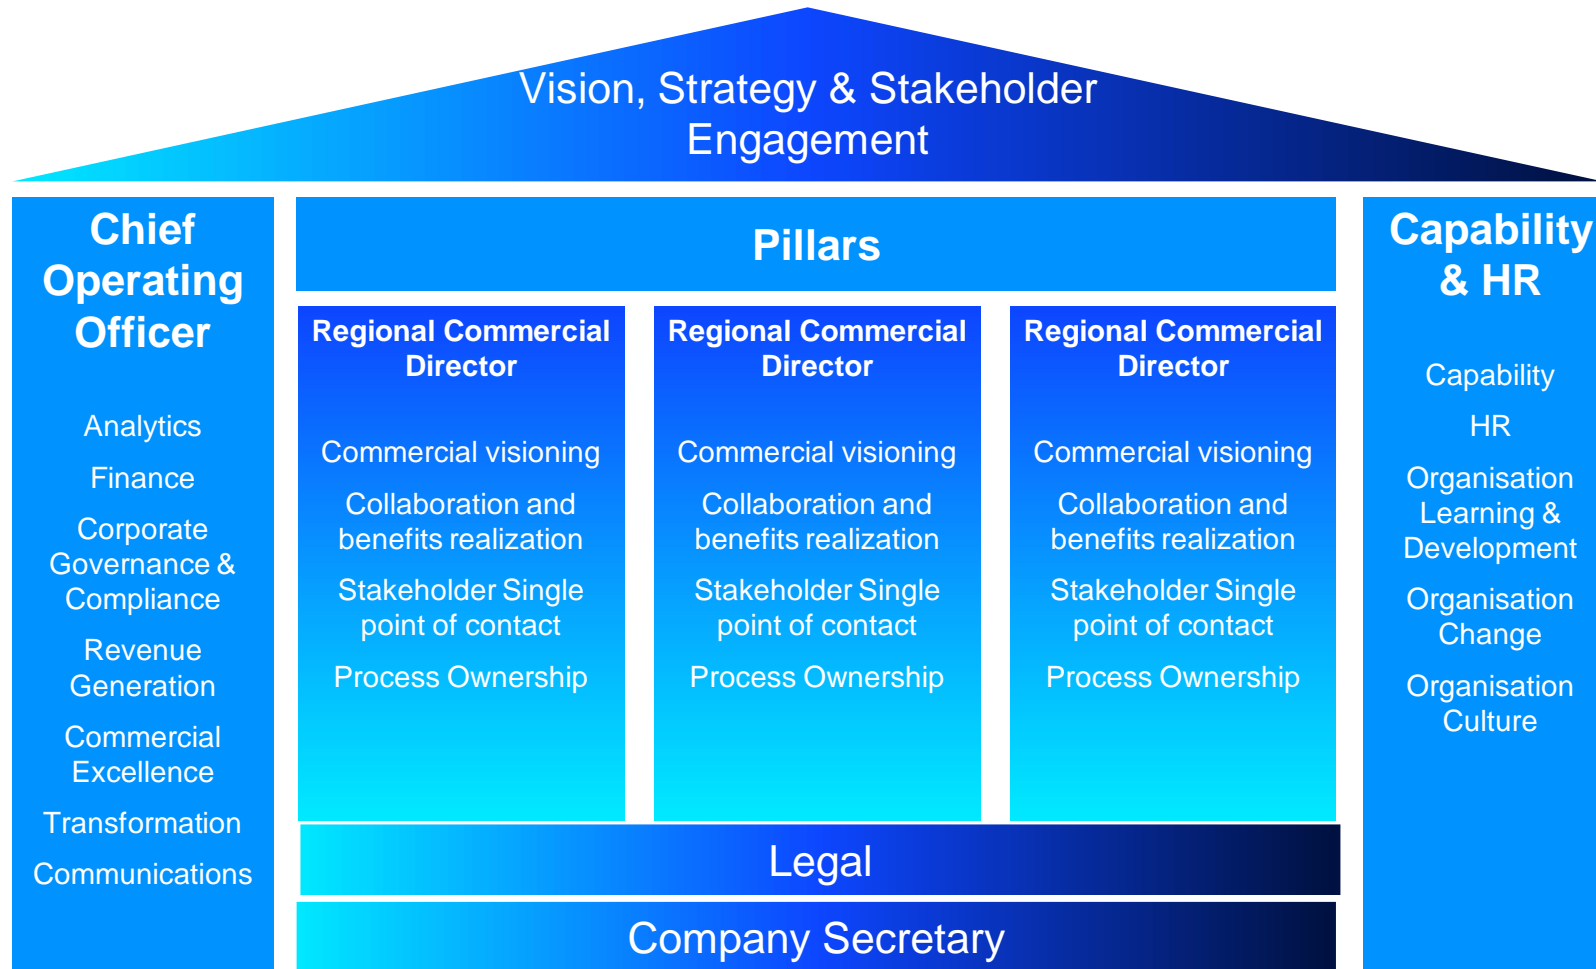 Vision, Strategy & Stakeholder
Engagement
Chief
Operating
Officer
Analytics
Finance
Corporate
Governance &
Compliance
Revenue
Generation
Commercial
Excellence
Transformation
Communications
Pillars
Regional Commercial
Director
Commercial visioning
Collaboration and
benefits realization
Stakeholder Single
point of contact
Process Ownership
Regional Commercial
Director
Commercial visioning
Collaboration and
benefits realization
Stakeholder Single
point of contact
Process Ownership
Regional Commercial
Director
Commercial visioning
Collaboration and
benefits realization
Stakeholder Single
point of contact
Process Ownership
Legal
Company Secretary
Capability
& HR
Capability
HR
Organisation
Learning &
Development
Organisation
Change
Organisation
Culture